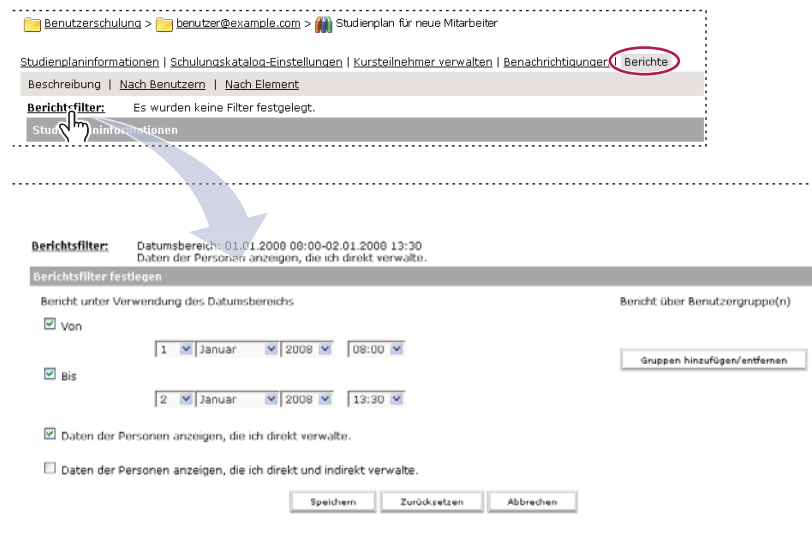 Benutzerschulung > benutzer@example.com > Studienplan für neue Mitarbeiter
Studienplaninformationen | Schulungskatalog-Einstellungen | Kursteilnehmer verwalten | Benachrichtigungen | Berichte
Beschreibung | Nach Benutzern | Nach Element
Berichtsfilter: Es wurden keine Filter festgelegt.
Studienplaninformationen
Berichtsfilter: Datumsbereich: 01.01.2008 08:00-02.01.2008 13:30
Daten der Personen anzeigen, die ich direkt verwalte.
Berichtsfilter festlegen
Bericht unter Verwendung des Datumsbereichs Bericht über Benutzergruppe(n)
Von
1 Januar 2008 08:00
Gruppen hinzufügen/entfernen
Bis
2 Januar 2008 13:30
Daten der Personen anzeigen, die ich direkt verwalte.
Daten der Personen anzeigen, die ich direkt und indirekt verwalte.
Speichern Zurücksetzen Abbrechen